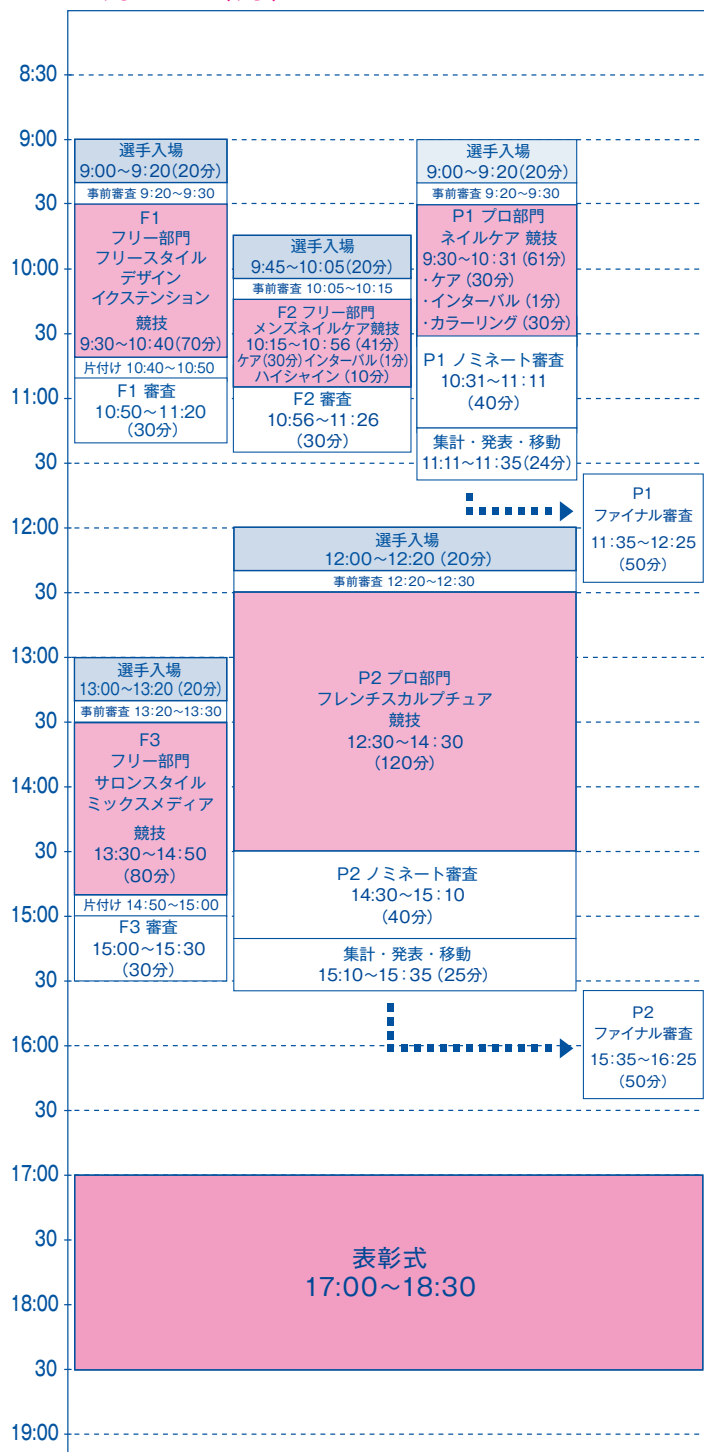 8:30
9:00
30
10:00
30
11:00
30
12:00
30
13:00
30
14:00
30
15:00
30
16:00
30
17:00
30
18:00
30
19:00
選手入場
9:00〜9:20(20分)
事前審査 9:20〜9:30
F1
フリー部門
フリースタイル
デザイン
イクステンション
競技
9:30〜10:40(70分)
片付け 10:40〜10:50
F1 審査
10:50〜11:20
(30分)
選手入場
9:45〜10:05(20分)
事前審査 10:05〜10:15
F2 フリー部門
メンズネイルケア競技
10:15〜10:56 (41分)
ケア(30分)インターバル(1分)
ハイシャイン(10分)
F2 審査
10:56〜11:26
(30分)
選手入場
9:00〜9:20(20分)
事前審査 9:20〜9:30
P1 プロ部門
ネイルケア 競技
9:30〜10:31(61分)
・ケア(30分)
・インターバル(1分)
・カラーリング(30分)
P1 ノミネート審査
10:31〜11:11
(40分)
集計・発表・移動
11:11〜11:35(24分)
P1
ファイナル審査
11:35〜12:25
(50分)
選手入場
12:00〜12:20(20分)
事前審査 12:20〜12:30
P2 プロ部門
フレンチスカルプチュア
競技
12:30〜14:30
(120分)
P2 ノミネート審査
14:30〜15:10
(40分)
集計・発表・移動
15:10〜15:35(25分)
選手入場
13:00〜13:20(20分)
事前審査 13:20〜13:30
F3
フリー部門
サロンスタイル
ミックスメディア
競技
13:30〜14:50
(80分)
片付け 14:50〜15:00
F3 審査
15:00〜15:30
(30分)
P2
ファイナル審査
15:35〜16:25
(50分)
表彰式
17:00〜18:30